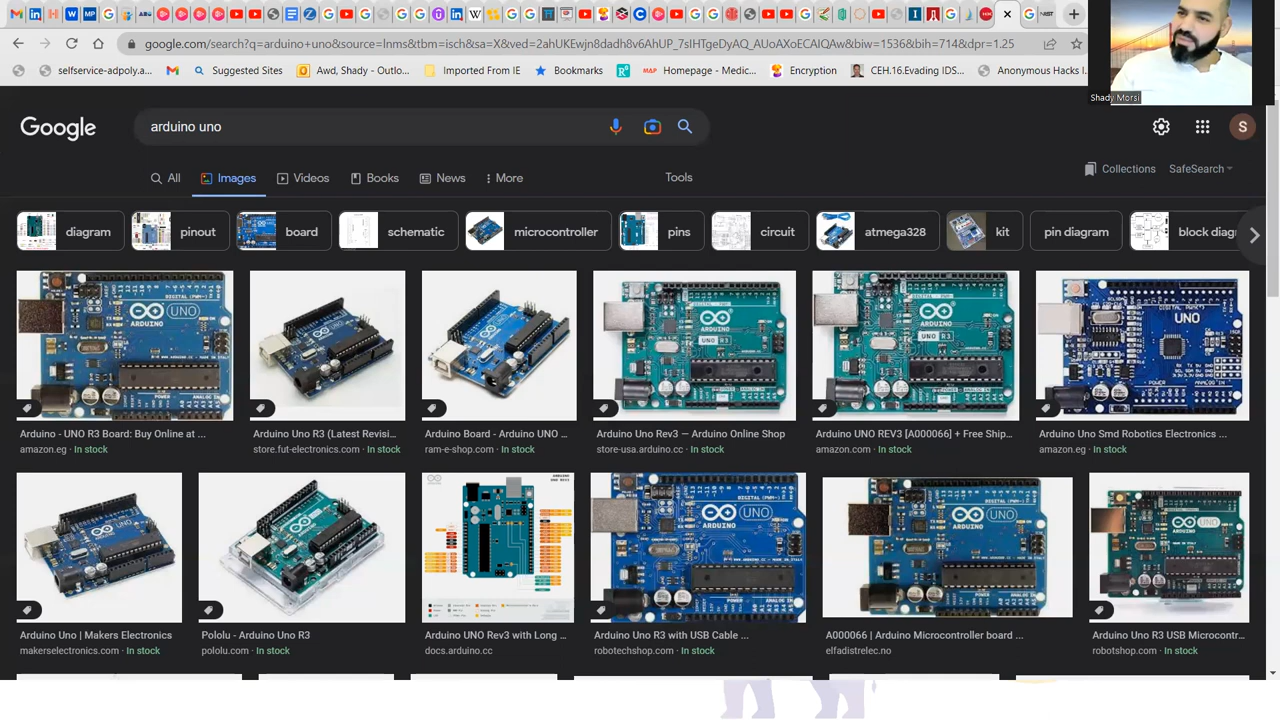 google.com/search?q=arduino+uno&source=lnms&tbm=isch&sa=X&ved=2ahUKEwjn8dadh8v6AhUP_7sIHTgeDyAQ_AUoAXoECAIQAw&biw=1536&bih=714&dpr=1.25
selfservice-adpoly.a...
Suggested Sites
Awd, Shady - Outlo...
Imported From IE
Bookmarks
Homepage - Medic...
Encryption
CEH.16.Evading IDS...
Anonymous Hacks I
Shady Morsi
Google
arduino uno
S
All
Images
Videos
Books
News
More
Tools
Collections
SafeSearch
diagram
pinout
board
schematic
microcontroller
pins
circuit
atmega328
kit
pin diagram
block diagr
Arduino - UNO R3 Board: Buy Online at ...
amazon.eg · In stock
Arduino Uno R3 (Latest Revisi...
store.fut-electronics.com · In stock
Arduino Board - Arduino UNO ...
ram-e-shop.com · In stock
Arduino Uno Rev3 — Arduino Online Shop
store-usa.arduino.cc · In stock
Arduino UNO REV3 [A000066] + Free Ship...
amazon.com · In stock
Arduino Uno Smd Robotics Electronics ...
amazon.eg · In stock
Arduino Uno | Makers Electronics
makerselectronics.com · In stock
Pololu - Arduino Uno R3
pololu.com · In stock
Arduino UNO Rev3 with Long ...
docs.arduino.cc
Arduino Uno R3 with USB Cable ...
robotechshop.com · In stock
A000066 | Arduino Microcontroller board ...
elfadistrelec.no
Arduino Uno R3 USB Microcontr...
robotshop.com · In stock